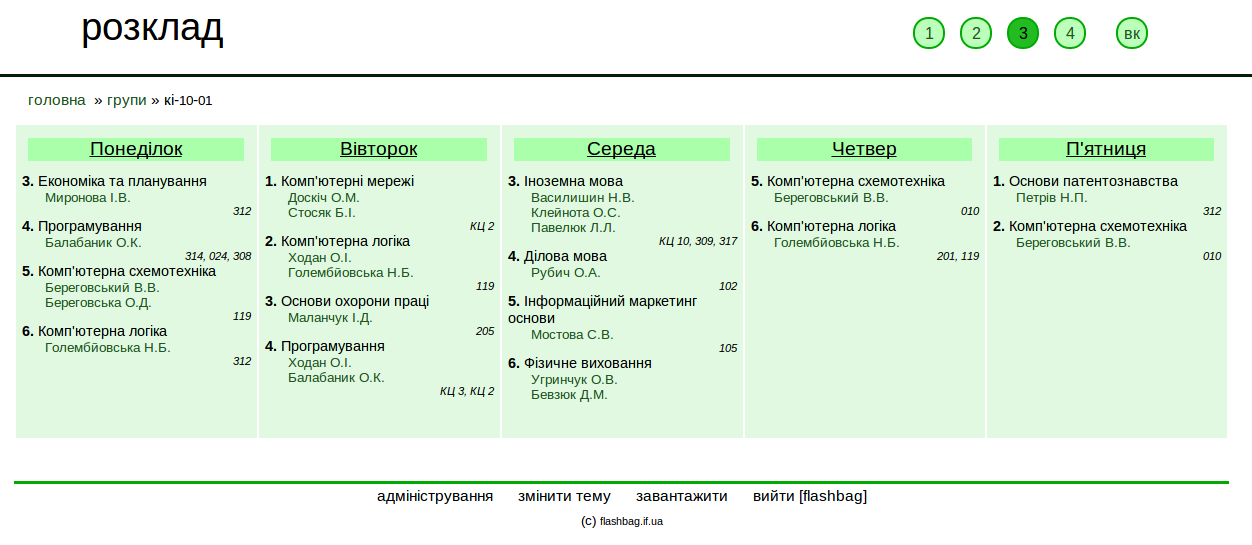 розклад
1 2 3 4 вк
головна » групи » кі-10-01
Понеділок
3. Економіка та планування
Миронова І.В.
312
4. Програмування
Балабаник О.К.
314, 024, 308
5. Комп'ютерна схемотехніка
Береговський В.В.
Береговська О.Д.
119
6. Комп'ютерна логіка
Голембйовська Н.Б.
312
Вівторок
1. Комп'ютерні мережі
Доскіч О.М.
Стосяк Б.І.
КЦ 2
2. Комп'ютерна логіка
Ходан О.І.
Голембйовська Н.Б.
119
3. Основи охорони праці
Маланчук І.Д.
205
4. Програмування
Ходан О.І.
Балабаник О.К.
КЦ 3, КЦ 2
Середа
3. Іноземна мова
Василишин Н.В.
Клейнота О.С.
Павелюк Л.Л.
КЦ 10, 309, 317
4. Ділова мова
Рубич О.А.
102
5. Інформаційний маркетинг
основи
Мостова С.В.
105
6. Фізичне виховання
Угринчук О.В.
Бевзюк Д.М.
Четвер
5. Комп'ютерна схемотехніка
Береговський В.В.
010
6. Комп'ютерна логіка
Голембйовська Н.Б.
201, 119
П'ятниця
1. Основи патентознавства
Петрів Н.П.
312
2. Комп'ютерна схемотехніка
Береговський В.В.
010
адміністрування змінити тему завантажити вийти [flashbag]
(c) flashbag.if.ua